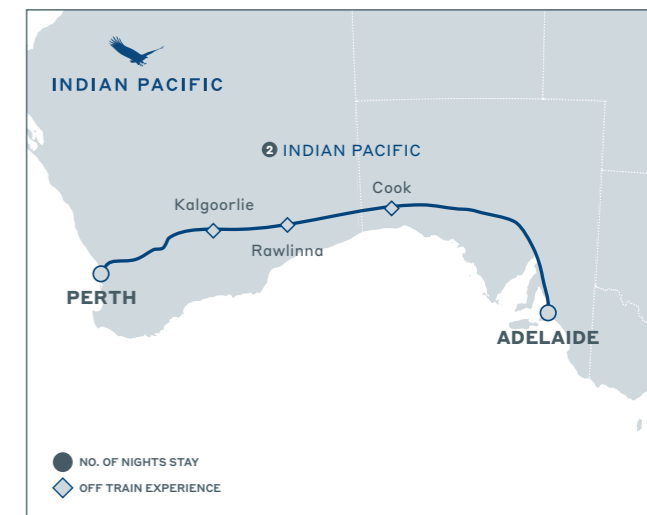 INDIAN PACIFIC
2 INDIAN PACIFIC
Cook
Kalgoorlie
Rawlinna
PERTH
ADELAIDE
NO. OF NIGHTS STAY
OFF TRAIN EXPERIENCE